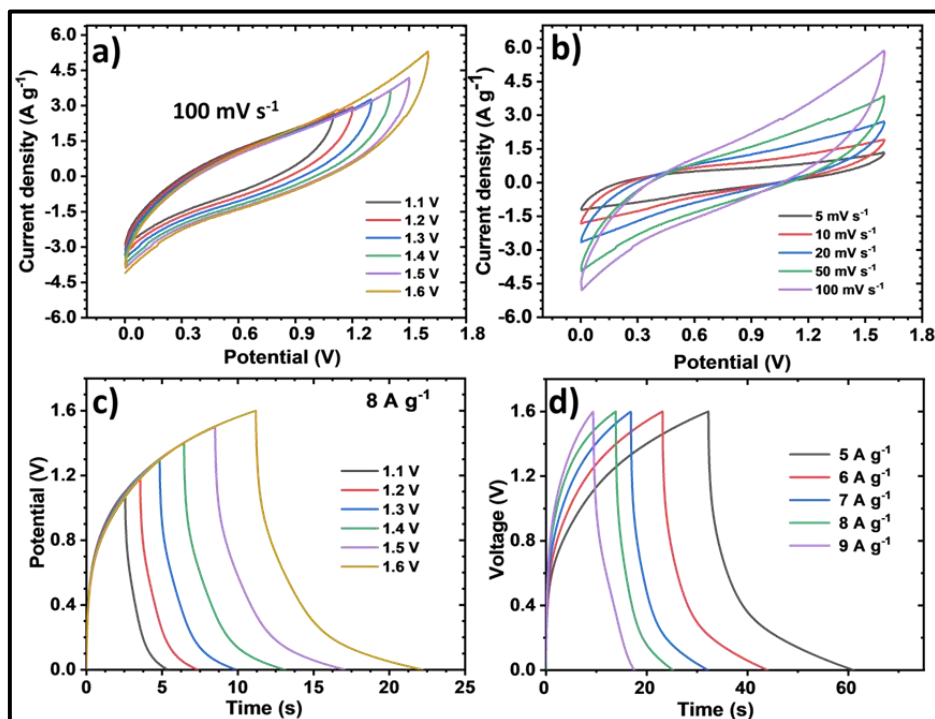 a)
100 mV s⁻¹
Current density (A g⁻¹)
6.0
4.5
3.0
1.5
0.0
-1.5
-3.0
-4.5
-6.0
1.1 V
1.2 V
1.3 V
1.4 V
1.5 V
1.6 V
0.0 0.3 0.6 0.9 1.2 1.5 1.8
Potential (V)
b)
Current density (A g⁻¹)
6.0
4.5
3.0
1.5
0.0
-1.5
-3.0
-4.5
-6.0
5 mV s⁻¹
10 mV s⁻¹
20 mV s⁻¹
50 mV s⁻¹
100 mV s⁻¹
0.0 0.3 0.6 0.9 1.2 1.5 1.8
Potential (V)
c)
8 A g⁻¹
Potential (V)
1.6
1.2
0.8
0.4
0.0
1.1 V
1.2 V
1.3 V
1.4 V
1.5 V
1.6 V
0 5 10 15 20 25
Time (s)
d)
Voltage (V)
1.6
1.2
0.8
0.4
0.0
5 A g⁻¹
6 A g⁻¹
7 A g⁻¹
8 A g⁻¹
9 A g⁻¹
0 20 40 60
Time (s)